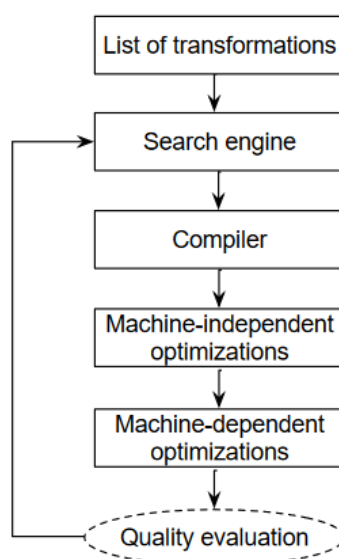 List of transformations
Search engine
Compiler
Machine-independent
optimizations
Machine-dependent
optimizations
Quality evaluation